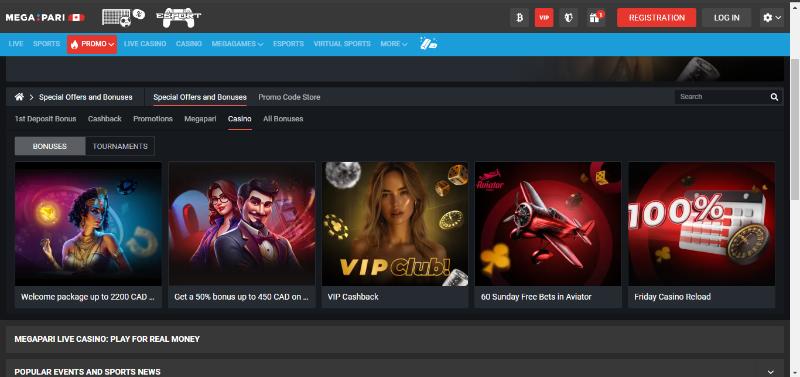 MEGAPARI
ESPORT
VIP
1
REGISTRATION
LOG IN
LIVE SPORTS PROMO LIVE CASINO CASINO MEGAGAMES ESPORTS VIRTUAL SPORTS MORE
Special Offers and Bonuses
Special Offers and Bonuses Promo Code Store
Search
1st Deposit Bonus Cashback Promotions Megapari Casino All Bonuses
BONUSES TOURNAMENTS
VIP Club!
Aviator
100%
Welcome package up to 2200 CAD ...
Get a 50% bonus up to 450 CAD on ...
VIP Cashback
60 Sunday Free Bets in Aviator
Friday Casino Reload
MEGAPARI LIVE CASINO: PLAY FOR REAL MONEY
POPULAR EVENTS AND SPORTS NEWS